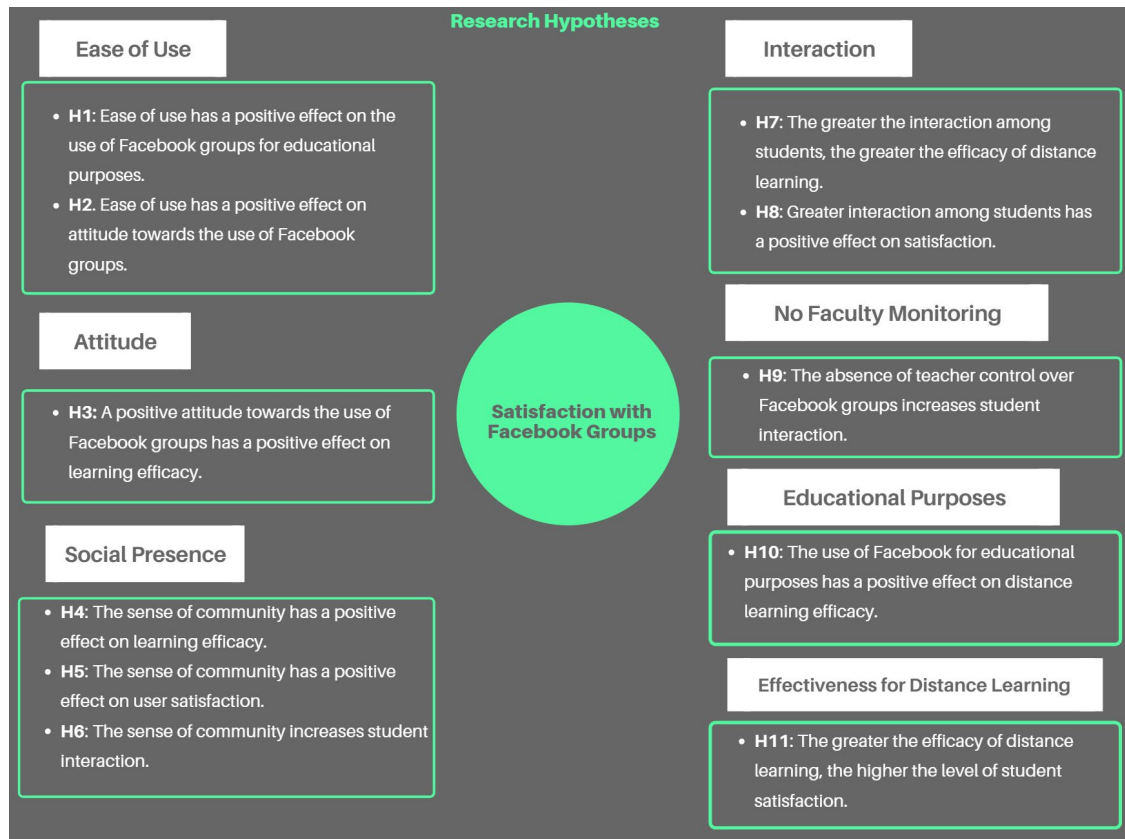 Research Hypotheses
Ease of Use
• H1: Ease of use has a positive effect on the
use of Facebook groups for educational
purposes.
• H2. Ease of use has a positive effect on
attitude towards the use of Facebook
groups.
Attitude
• H3: A positive attitude towards the use of
Facebook groups has a positive effect on
learning efficacy.
Social Presence
• H4: The sense of community has a positive
effect on learning efficacy.
• H5: The sense of community has a positive
effect on user satisfaction.
• H6: The sense of community increases student
interaction.
Satisfaction with
Facebook Groups
Interaction
• H7: The greater the interaction among
students, the greater the efficacy of distance
learning.
• H8: Greater interaction among students has
a positive effect on satisfaction.
No Faculty Monitoring
• H9: The absence of teacher control over
Facebook groups increases student
interaction.
Educational Purposes
• H10: The use of Facebook for educational
purposes has a positive effect on distance
learning efficacy.
Effectiveness for Distance Learning
• H11: The greater the efficacy of distance
learning, the higher the level of student
satisfaction.